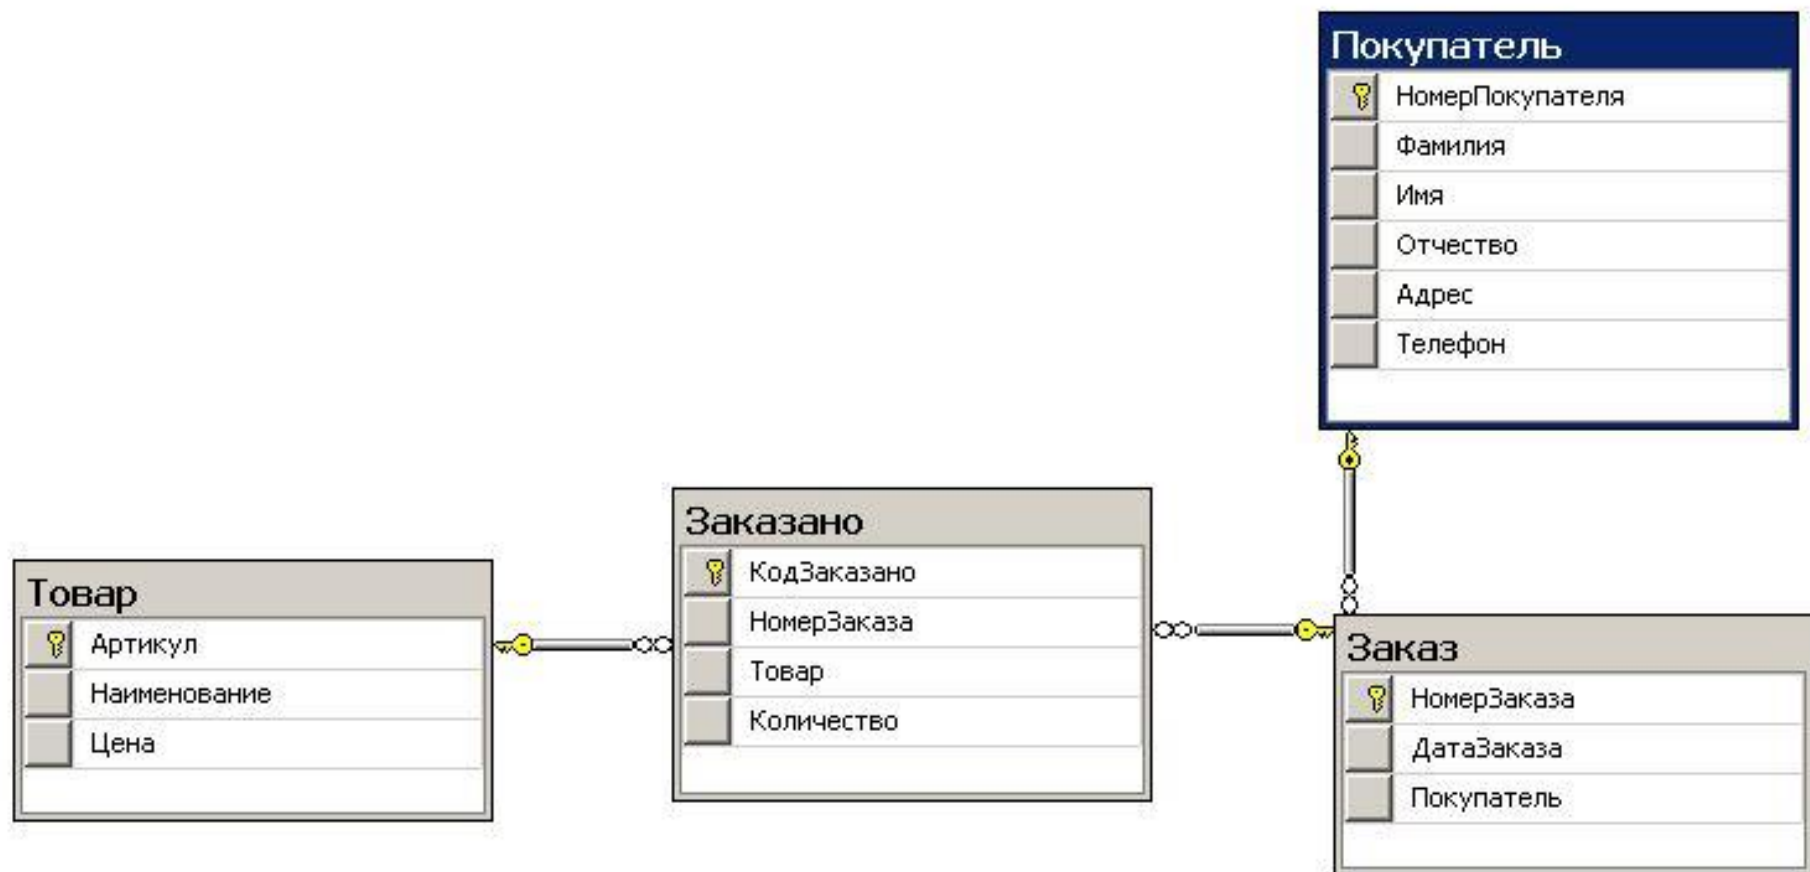 Покупатель
НомерПокупателя
Фамилия
Имя
Отчество
Адрес
Телефон
Заказано
КодЗаказано
НомерЗаказа
Товар
Количество
Товар
Артикул
Наименование
Цена
Заказ
НомерЗаказа
ДатаЗаказа
Покупатель